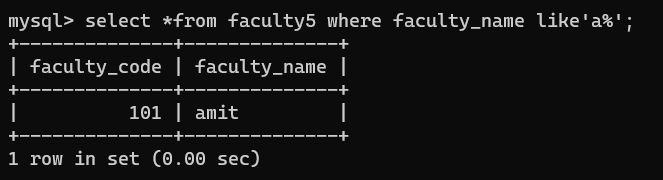 mysql> select *from faculty5 where faculty_name like'a%';
+--------------+--------------+
| faculty_code | faculty_name |
+--------------+--------------+
|          101 | amit         |
+--------------+--------------+
1 row in set (0.00 sec)